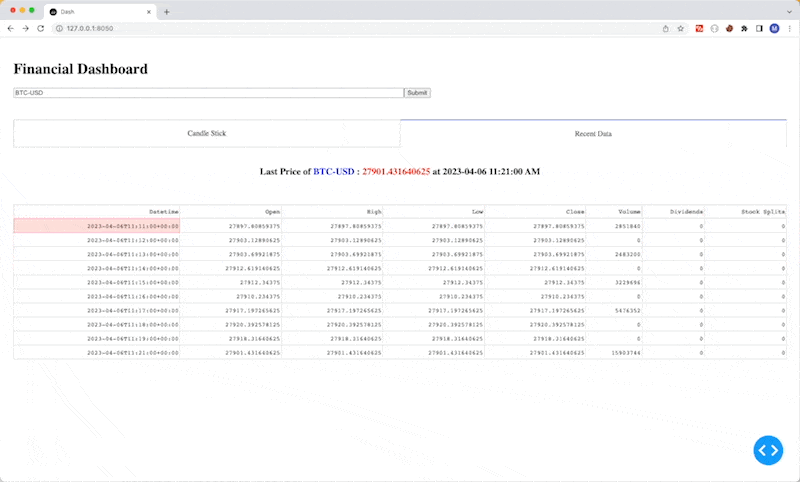 Dash
127.0.0.1:8050
M
Financial Dashboard
BTC-USD Submit
Candle Stick Recent Data
Last Price of BTC-USD : 27901.431640625 at 2023-04-06 11:21:00 AM
Datetime Open High Low Close Volume Dividends Stock Splits
2023-04-06T11:11:00+00:00 27897.80859375 27897.80859375 27897.80859375 27897.80859375 2851840 0 0
2023-04-06T11:12:00+00:00 27903.12890625 27903.12890625 27903.12890625 27903.12890625 0 0 0
2023-04-06T11:13:00+00:00 27903.69921875 27903.69921875 27903.69921875 27903.69921875 2483200 0 0
2023-04-06T11:14:00+00:00 27912.619140625 27912.619140625 27912.619140625 27912.619140625 0 0 0
2023-04-06T11:15:00+00:00 27912.34375 27912.34375 27912.34375 27912.34375 3229696 0 0
2023-04-06T11:16:00+00:00 27910.234375 27910.234375 27910.234375 27910.234375 0 0 0
2023-04-06T11:17:00+00:00 27917.197265625 27917.197265625 27917.197265625 27917.197265625 5476352 0 0
2023-04-06T11:18:00+00:00 27920.392578125 27920.392578125 27920.392578125 27920.392578125 0 0 0
2023-04-06T11:19:00+00:00 27918.31640625 27918.31640625 27918.31640625 27918.31640625 0 0 0
2023-04-06T11:21:00+00:00 27901.431640625 27901.431640625 27901.431640625 27901.431640625 15903744 0 0